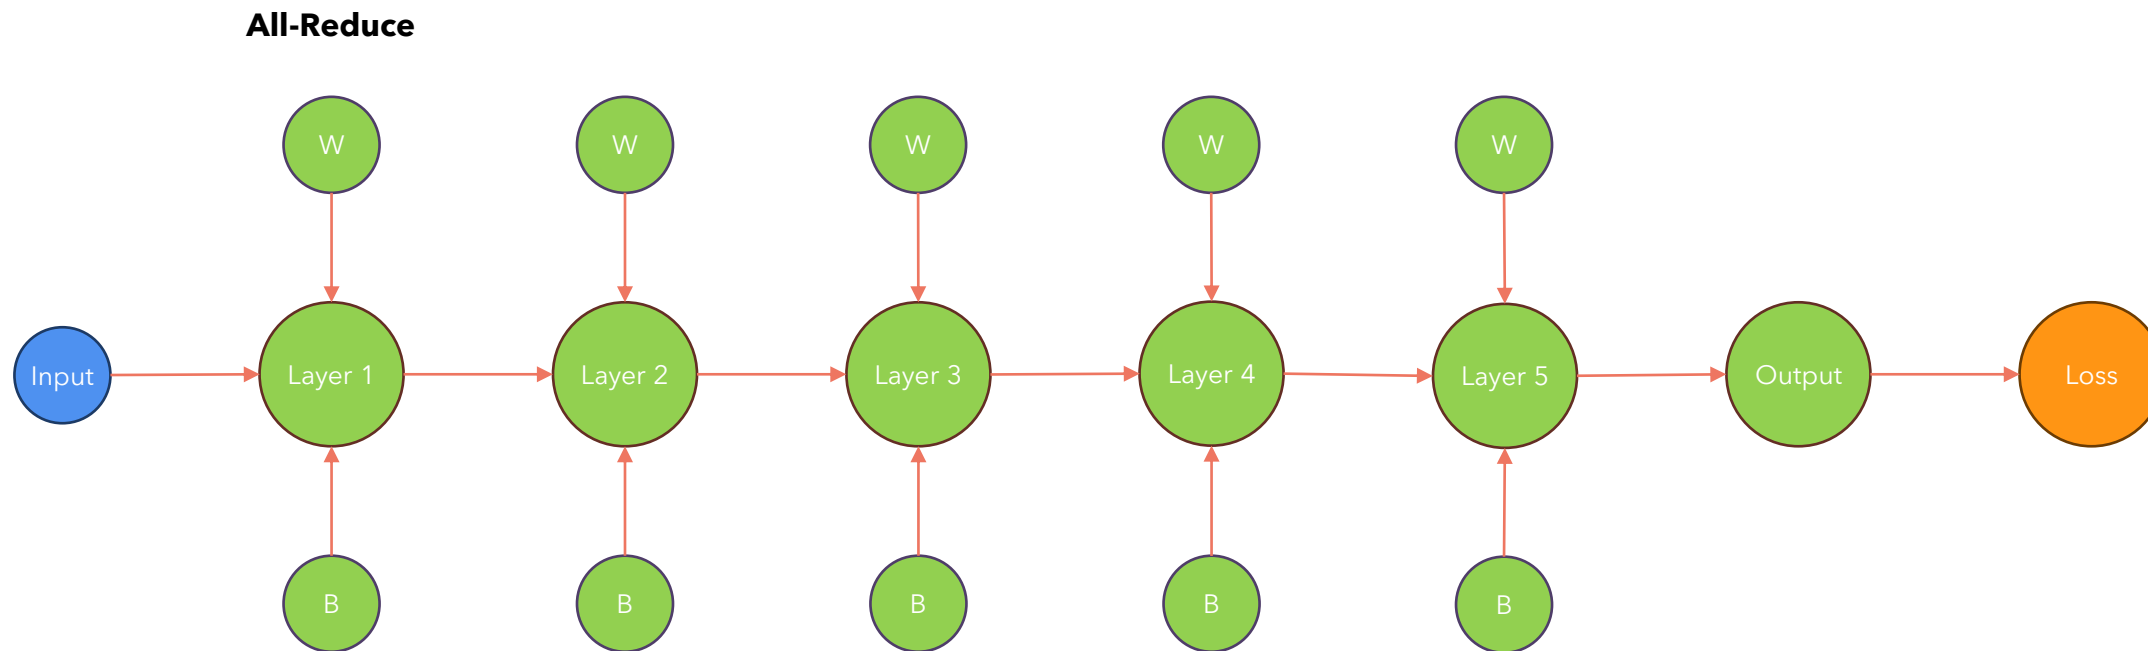 All-Reduce
W W W W W
Input Layer 1 Layer 2 Layer 3 Layer 4 Layer 5 Output Loss
B B B B B